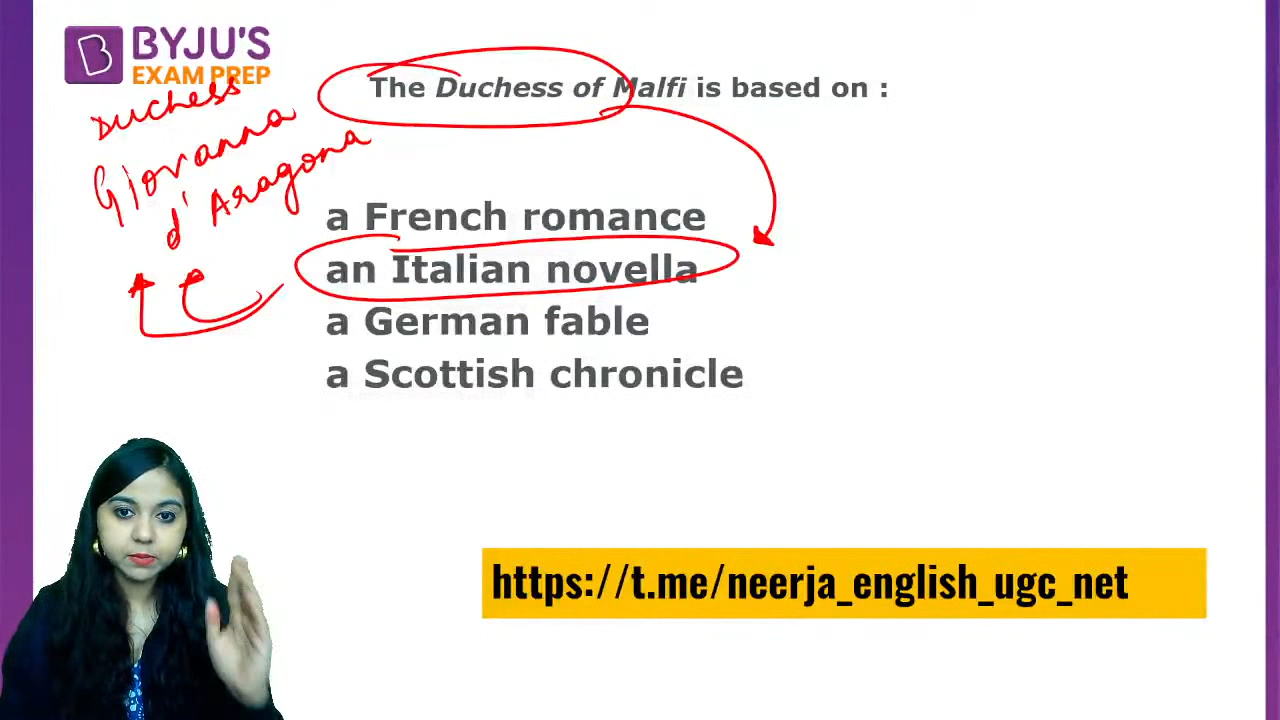 BYJU'S
EXAM PREP
The Duchess of Malfi is based on :
Duchess
Giovanna
d'Aragona
a French romance
an Italian novella
a German fable
a Scottish chronicle
https://t.me/neerja_english_ugc_net